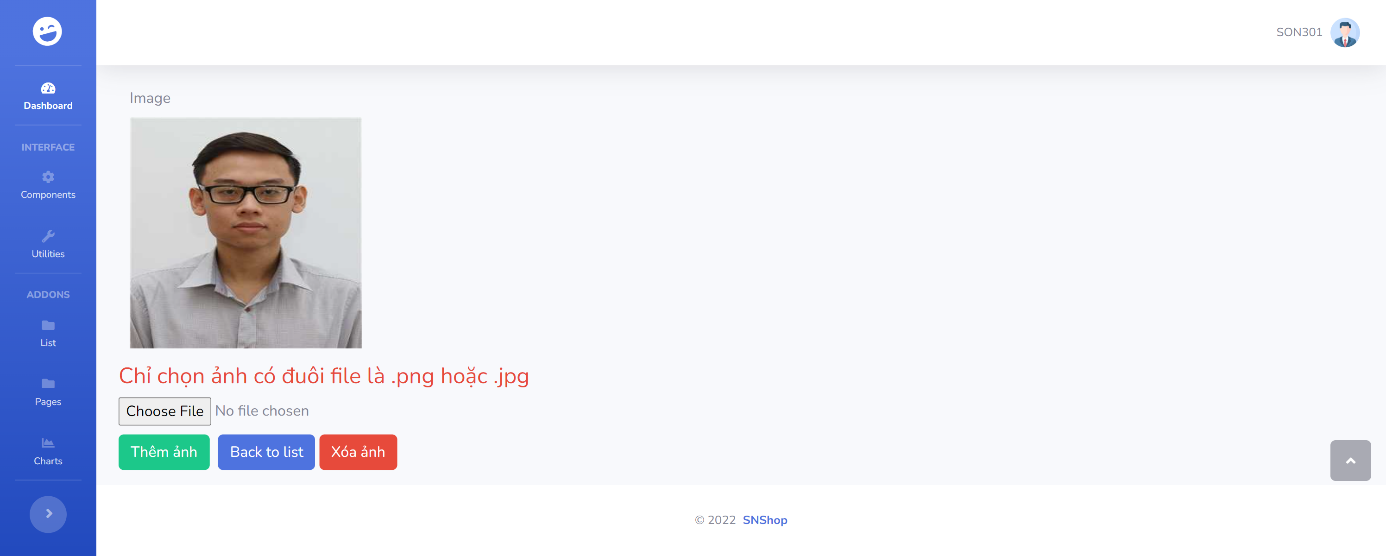 SON301
Dashboard
INTERFACE
Components
Utilities
ADDONS
List
Pages
Charts
Image
Chỉ chọn ảnh có đuôi file là .png hoặc .jpg
Choose File No file chosen
Thêm ảnh Back to list Xóa ảnh
© 2022 SNShop